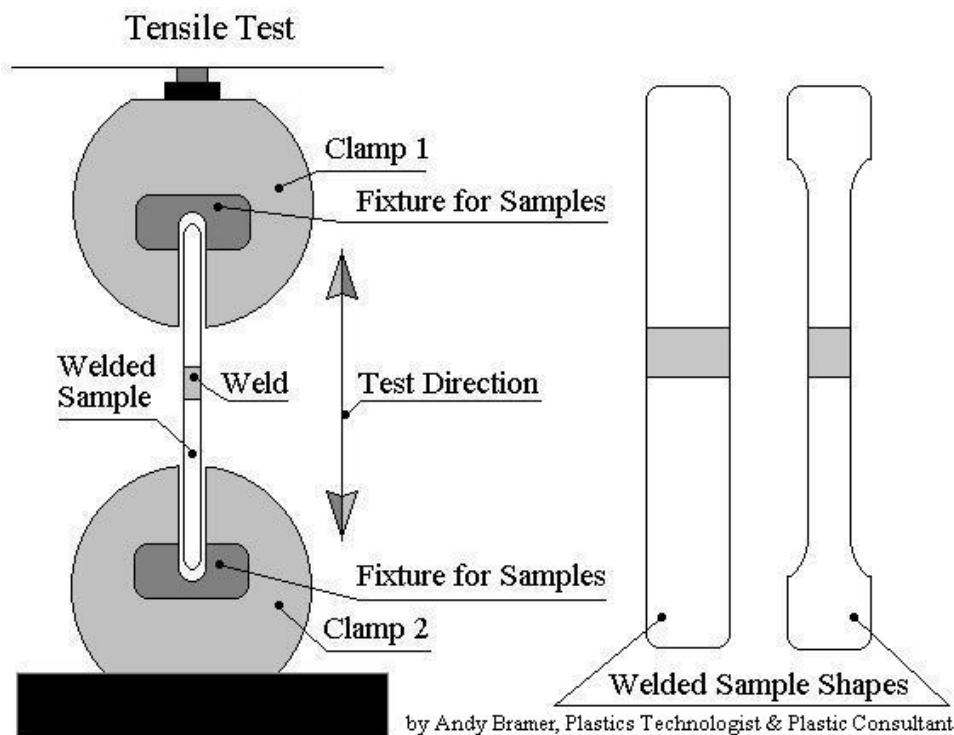 Tensile Test
Clamp 1
Fixture for Samples
Welded
Sample
Weld
Test Direction
Fixture for Samples
Clamp 2
Welded Sample Shapes
by Andy Bramer, Plastics Technologist & Plastic Consultant